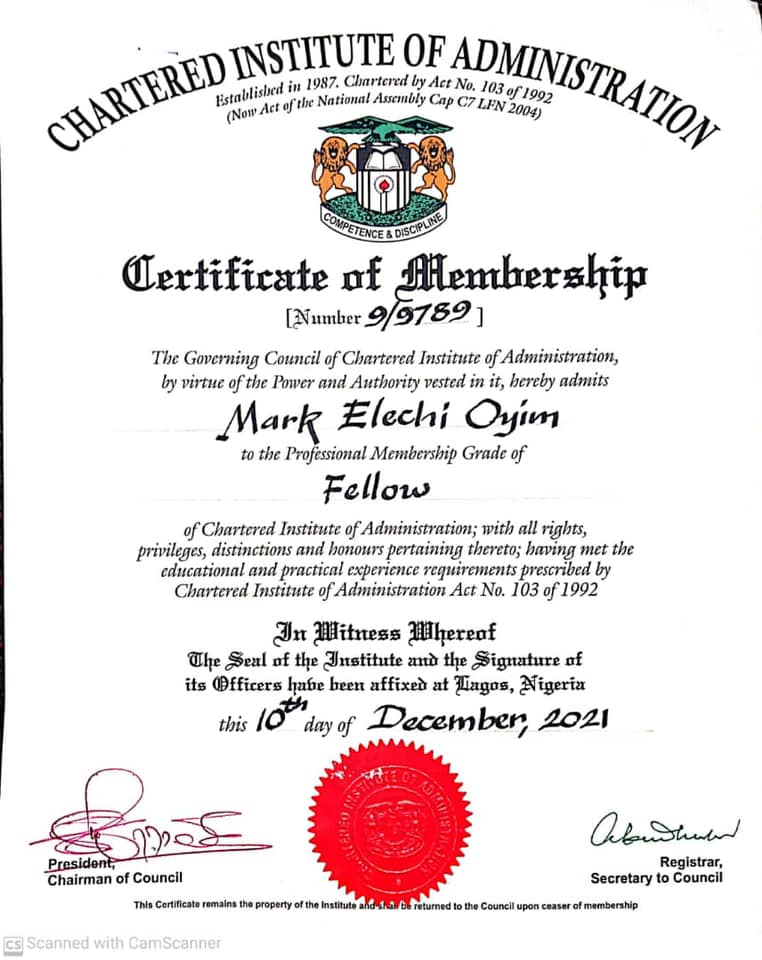 CHARTERED INSTITUTE OF ADMINISTRATION
Established in 1987. Chartered by Act No. 103 of 1992
(Now Act of the National Assembly Cap C7 LFN 2004)
COMPETENCE & DISCIPLINE
Certificate of Membership
[Number 9/9789 ]
The Governing Council of Chartered Institute of Administration,
by virtue of the Power and Authority vested in it, hereby admits
Mark Elechi Oyim
to the Professional Membership Grade of
Fellow
of Chartered Institute of Administration; with all rights,
privileges, distinctions and honours pertaining thereto; having met the
educational and practical experience requirements prescribed by
Chartered Institute of Administration Act No. 103 of 1992
In Witness Whereof
The Seal of the Institute and the Signature of
its Officers have been affixed at Lagos, Nigeria
this 10th day of December, 2021
CHARTERED INSTITUTE OF ADMINISTRATION
President,
Chairman of Council
Registrar,
Secretary to Council
This Certificate remains the property of the Institute and shall be returned to the Council upon ceaser of membership
CS Scanned with CamScanner